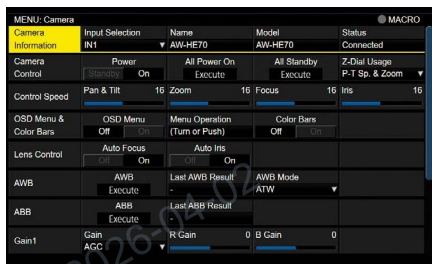 MENU: Camera
MACRO
Camera Information
Input Selection
IN1
Name
AW-HE70
Model
AW-HE70
Status
Connected
Camera Control
Power
Standby On
All Power On
Execute
All Standby
Execute
Z-Dial Usage
P-T Sp. & Zoom
Control Speed
Pan & Tilt 16
Zoom 16
Focus 16
Iris 16
OSD Menu & Color Bars
OSD Menu
Off On
Menu Operation
(Turn or Push)
Color Bars
Off On
Lens Control
Auto Focus
Off On
Auto Iris
Off On
AWB
AWB
Execute
Last AWB Result
-
AWB Mode
ATW
ABB
ABB
Execute
Last ABB Result
-
Gain1
Gain
AGC
R Gain 0
B Gain 0